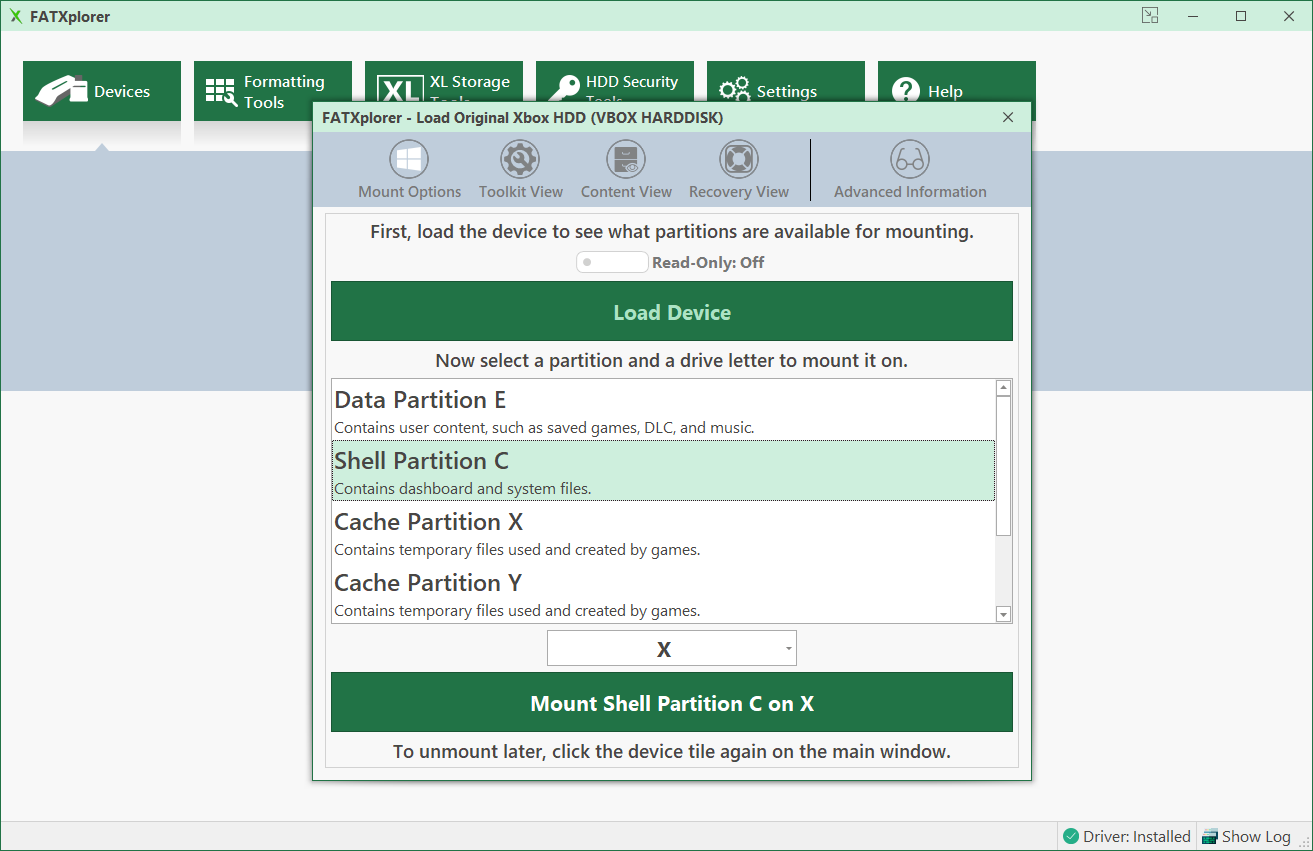 FATXplorer
Devices
Formatting
Tools
XL
XL Storage
Tools
HDD Security
Tools
Settings
Help
FATXplorer - Load Original Xbox HDD (VBOX HARDDISK)
Mount Options
Toolkit View
Content View
Recovery View
Advanced Information
First, load the device to see what partitions are available for mounting.
Read-Only: Off
Load Device
Now select a partition and a drive letter to mount it on.
Data Partition E
Contains user content, such as saved games, DLC, and music.
Shell Partition C
Contains dashboard and system files.
Cache Partition X
Contains temporary files used and created by games.
Cache Partition Y
Contains temporary files used and created by games.
X
Mount Shell Partition C on X
To unmount later, click the device tile again on the main window.
Driver: Installed
Show Log